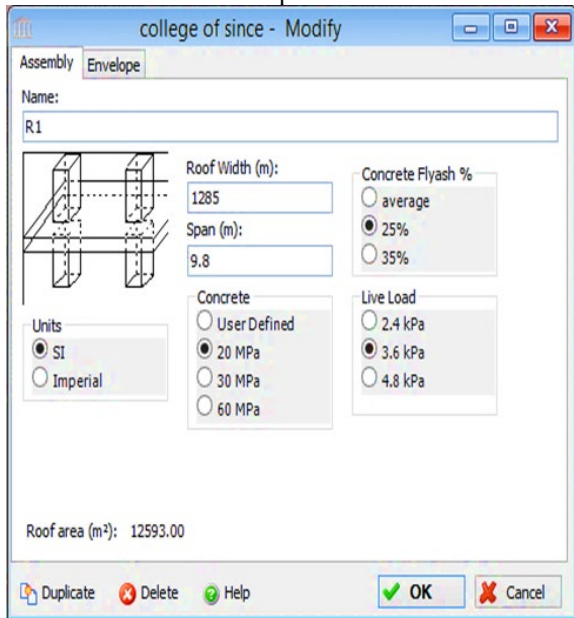 college of since - Modify
Assembly Envelope
Name:
R1
Roof Width (m):
1285
Span (m):
9.8
Concrete Flyash %
average
25%
35%
Units
SI
Imperial
Concrete
User Defined
20 MPa
30 MPa
60 MPa
Live Load
2.4 kPa
3.6 kPa
4.8 kPa
Roof area (m²): 12593.00
Duplicate Delete Help OK Cancel